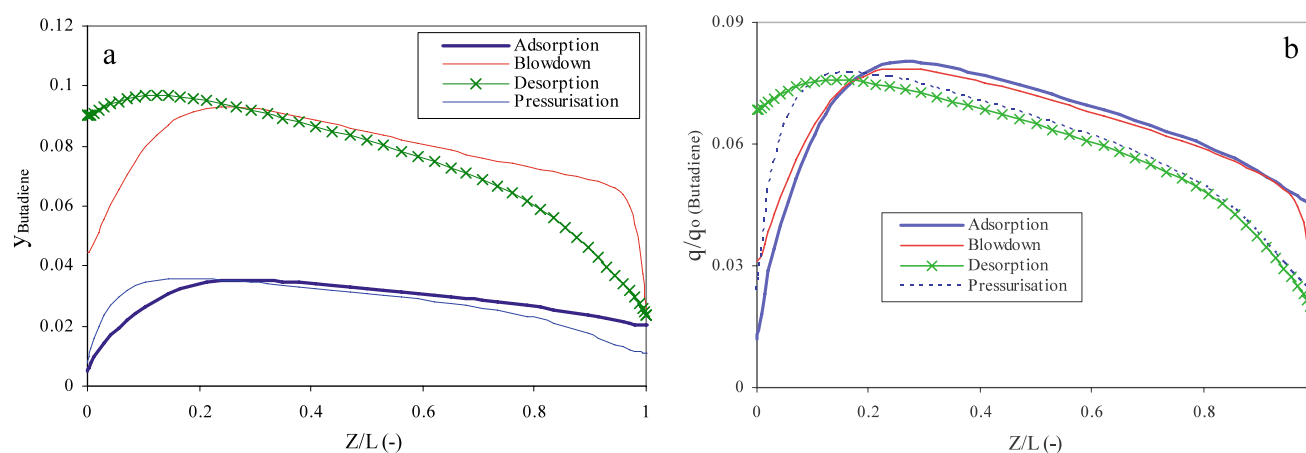 a
0.12
0.1
0.08
0.06
0.04
0.02
0
yButadiene
Adsorption
Blowdown
Desorption
Pressurisation
0 0.2 0.4 0.6 0.8 1
Z/L (-)
b
0.09
0.06
0.03
0
q/qo (Butadiene)
Adsorption
Blowdown
Desorption
Pressurisation
0 0.2 0.4 0.6 0.8
Z/L (-)